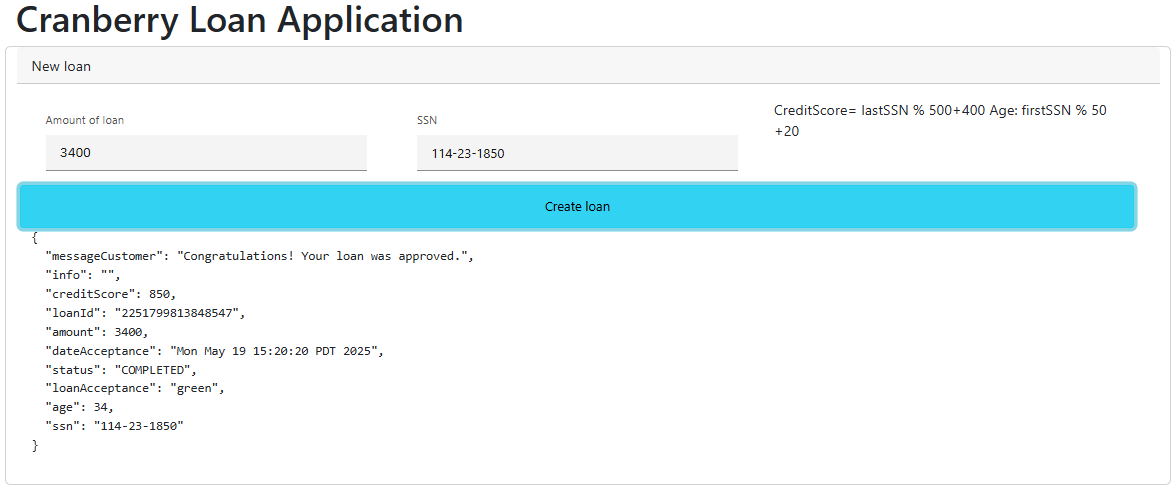 Cranberry Loan Application
New loan
Amount of loan
3400
SSN
114-23-1850
CreditScore= lastSSN % 500+400 Age: firstSSN % 50
+20
Create loan
{
  "messageCustomer": "Congratulations! Your loan was approved.",
  "info": "",
  "creditScore": 850,
  "loanId": "2251799813848547",
  "amount": 3400,
  "dateAcceptance": "Mon May 19 15:20:20 PDT 2025",
  "status": "COMPLETED",
  "loanAcceptance": "green",
  "age": 34,
  "ssn": "114-23-1850"
}